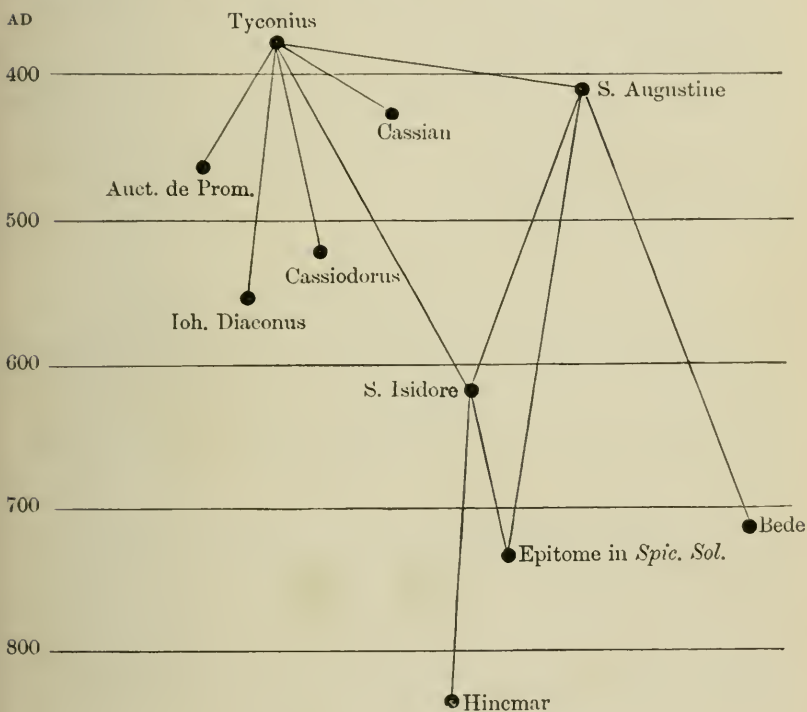 AD
Tyconius
400
S. Augustine
Cassian
Auct. de Prom.
500
Cassiodorus
Ioh. Diaconus
600
S. Isidore
700
Bede
Epitome in Spic. Sol.
800
Hincmar